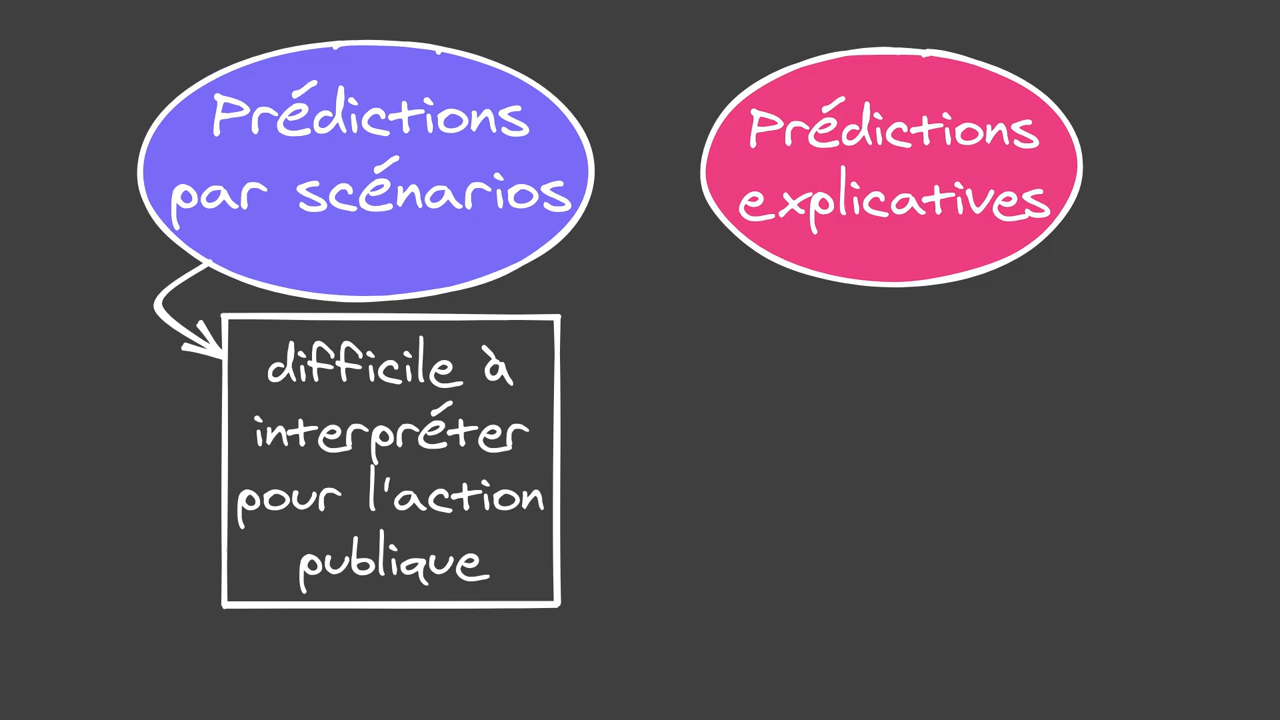 Prédictions
par scénarios
Prédictions
explicatives
difficile à
interpréter
pour l'action
publique